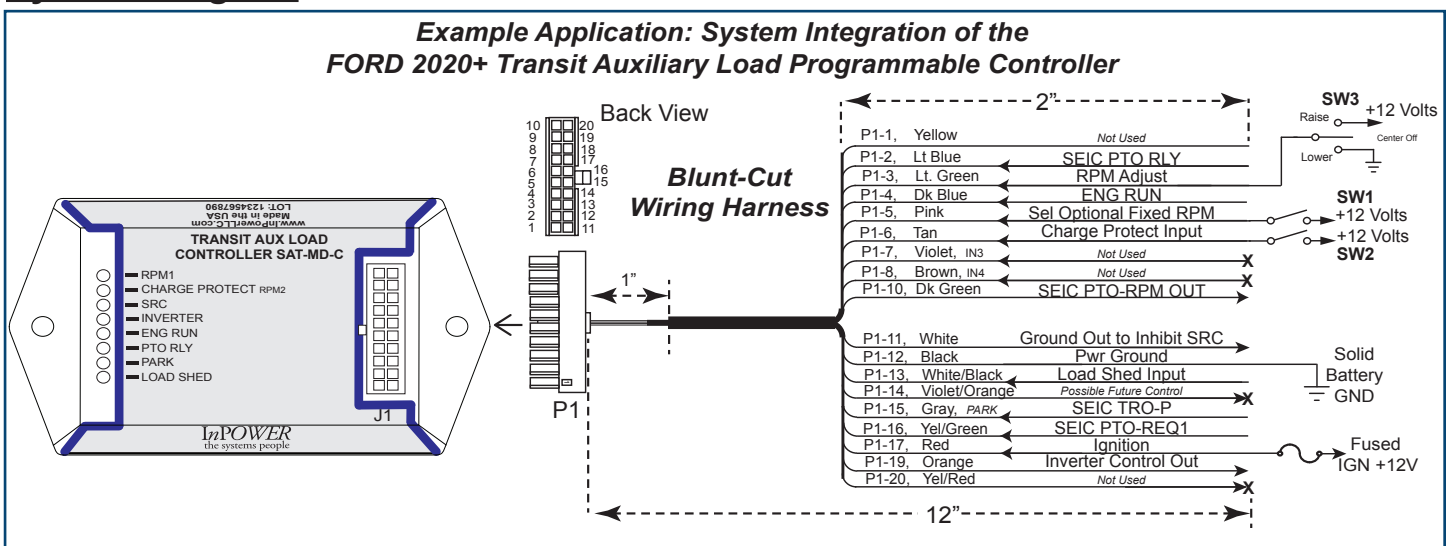 Example Application: System Integration of the
FORD 2020+ Transit Auxiliary Load Programmable Controller
Back View
10 20
9 19
8 18
7 17
6 16
5 15
4 14
3 13
2 12
1 11
Blunt-Cut
Wiring Harness
2”
1”
12”
P1
www.InPowerLLC.com
Made in the USA
LOT: 1234567890
TRANSIT AUX LOAD
CONTROLLER SAT-MD-C
RPM1
CHARGE PROTECT RPM2
SRC
INVERTER
ENG RUN
PTO RLY
PARK
LOAD SHED
J1
InPOWER
the systems people
P1-1, Yellow Not Used
P1-2, Lt Blue SEIC PTO RLY
P1-3, Lt. Green RPM Adjust
P1-4, Dk Blue ENG RUN
P1-5, Pink Sel Optional Fixed RPM
P1-6, Tan Charge Protect Input
P1-7, Violet, IN3 Not Used X
P1-8, Brown, IN4 Not Used X
P1-10, Dk Green SEIC PTO-RPM OUT
P1-11, White Ground Out to Inhibit SRC
P1-12, Black Pwr Ground
P1-13, White/Black Load Shed Input
P1-14, Violet/Orange Possible Future Control X
P1-15, Gray, PARK SEIC TRO-P
P1-16, Yel/Green SEIC PTO-REQ1
P1-17, Red Ignition
P1-19, Orange Inverter Control Out
P1-20, Yel/Red Not Used X
SW3
Raise +12 Volts
Center Off
Lower
SW1
+12 Volts
+12 Volts
SW2
Solid
Battery
GND
Fused
IGN +12V